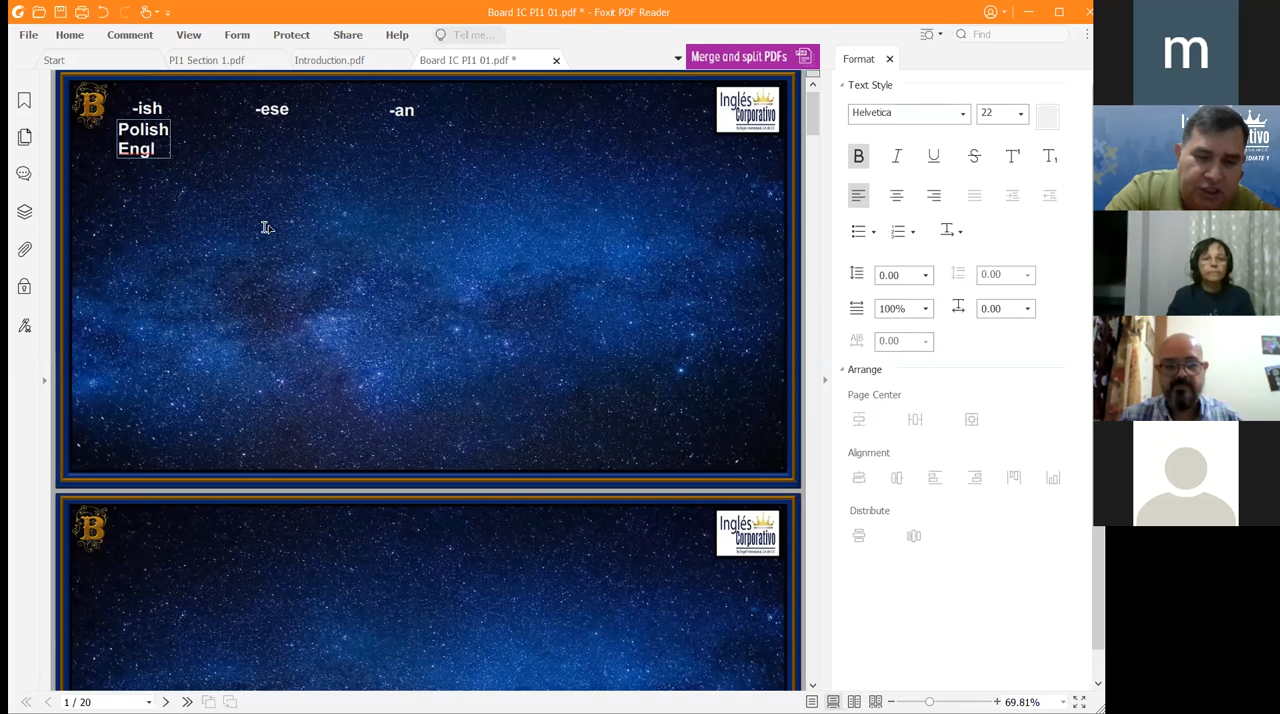 Board IC PI1 01.pdf * - Foxit PDF Reader
File Home Comment View Form Protect Share Help Tell me... Find
Start PI1 Section 1.pdf Introduction.pdf Board IC PI1 01.pdf * Merge and split PDFs
B -ish -ese -an Inglés Corporativo
Polish
Engl
B Inglés Corporativo
Format
Text Style
Helvetica 22
B I U S T T
0.00 0.00
100% 0.00
0.00
Arrange
Page Center
Alignment
Distribute
1 / 20 69.81%
m